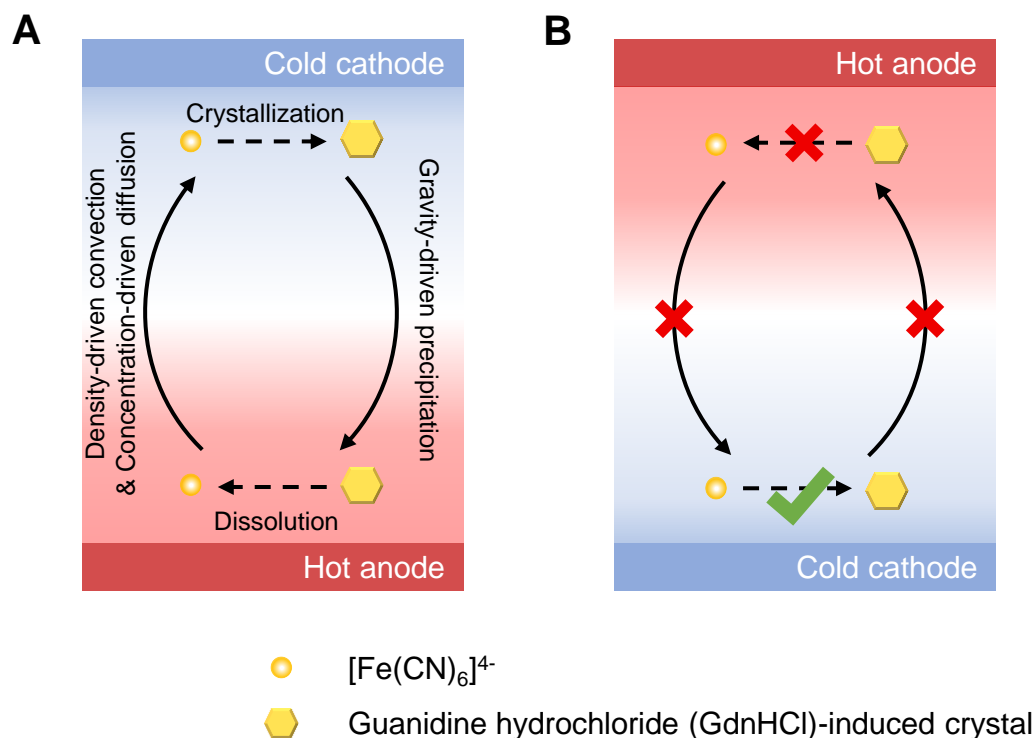 A
Cold cathode
Crystallization
Density-driven convection
& Concentration-driven diffusion
Gravity-driven precipitation
Dissolution
Hot anode
B
Hot anode
Cold cathode
[Fe(CN)₆]⁴⁻
Guanidine hydrochloride (GdnHCl)-induced crystal